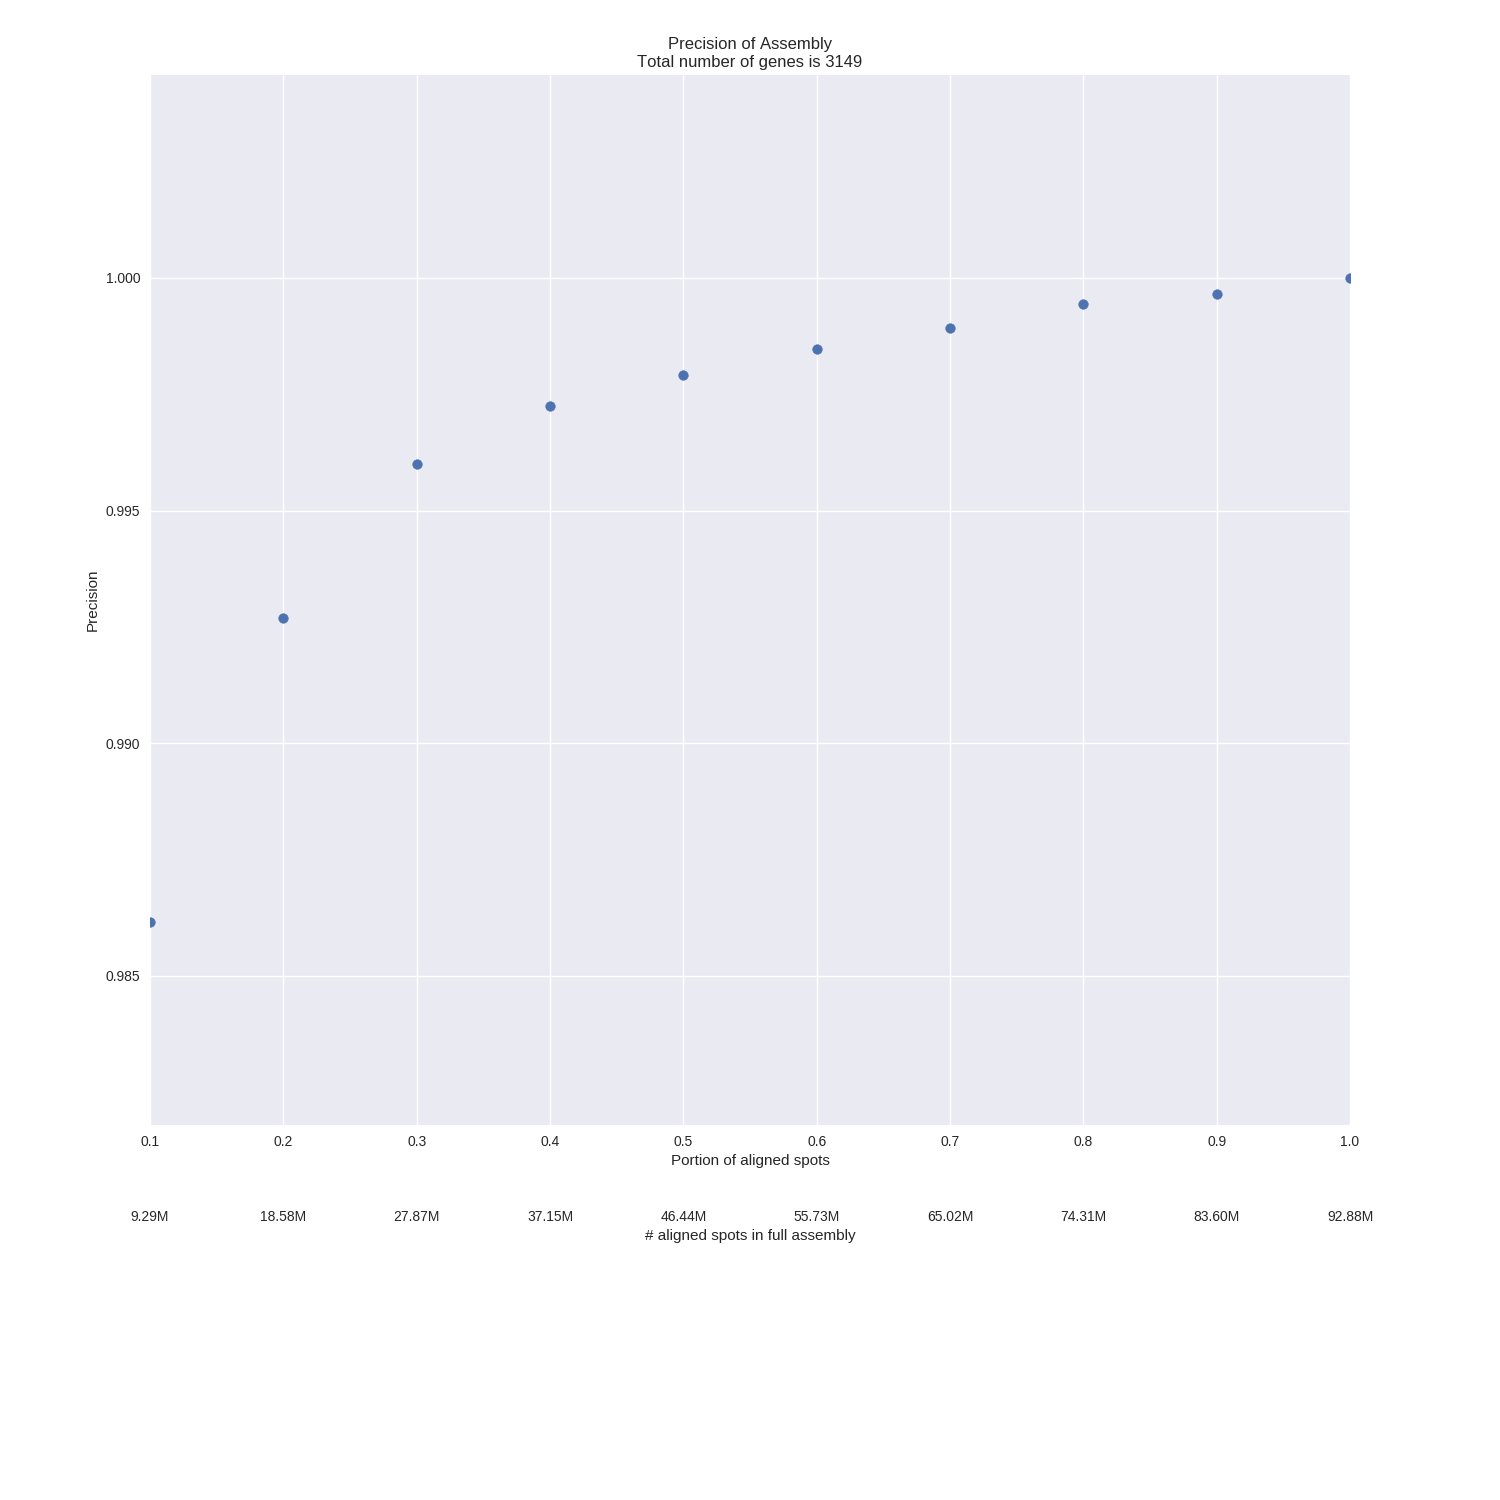 Precision of Assembly
Total number of genes is 3149
1.000
0.995
0.990
0.985
Precision
0.1 0.2 0.3 0.4 0.5 0.6 0.7 0.8 0.9 1.0
Portion of aligned spots
9.29M 18.58M 27.87M 37.15M 46.44M 55.73M 65.02M 74.31M 83.60M 92.88M
# aligned spots in full assembly